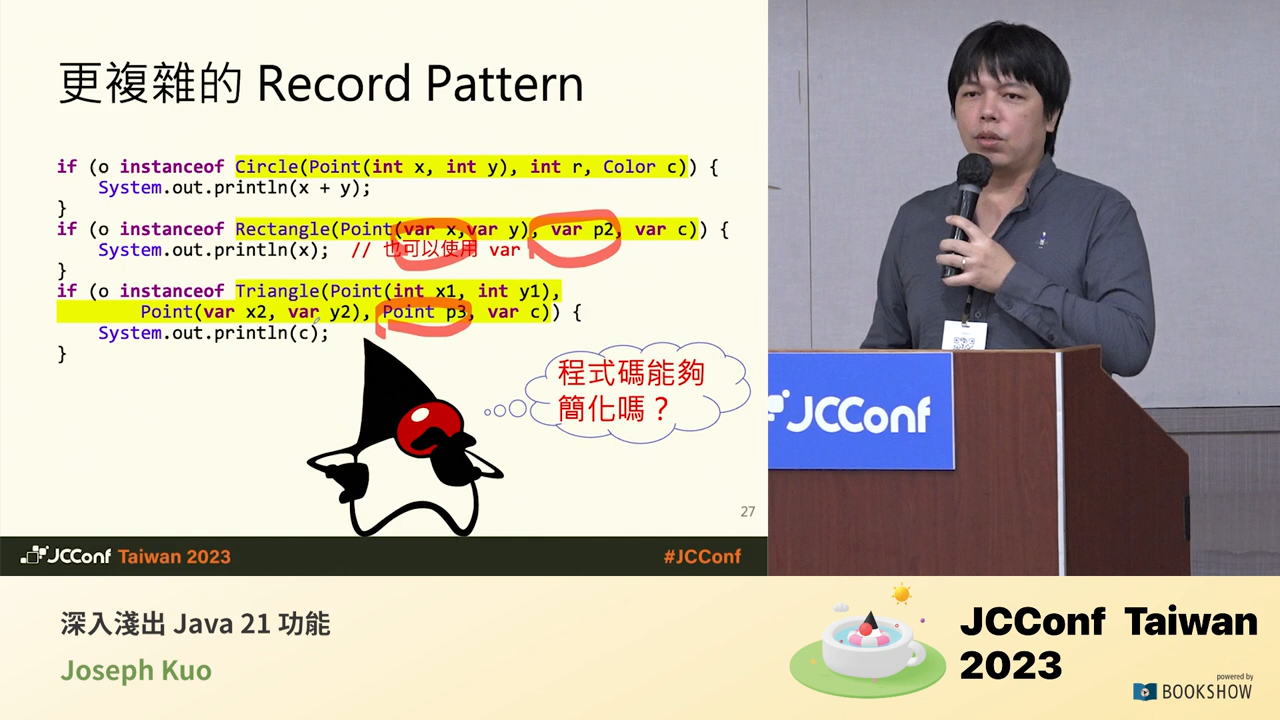 更複雜的 Record Pattern
if (o instanceof Circle(Point(int x, int y), int r, Color c)) {
System.out.println(x + y);
}
if (o instanceof Rectangle(Point(var x,var y), var p2, var c)) {
System.out.println(x); // 也可以使用 var
}
if (o instanceof Triangle(Point(int x1, int y1),
Point(var x2, var y2), Point p3, var c)) {
System.out.println(c);
}
程式碼能夠
簡化嗎？
27
JCConf Taiwan 2023
#JCConf
JCConf
深入淺出 Java 21 功能
Joseph Kuo
JCConf Taiwan
2023
powered by
BOOKSHOW